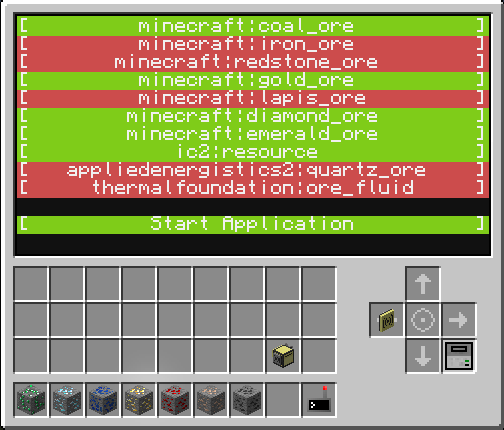 [ minecraft:coal_ore ]
[ minecraft:iron_ore ]
[ minecraft:redstone_ore ]
[ minecraft:gold_ore ]
[ minecraft:lapis_ore ]
[ minecraft:diamond_ore ]
[ minecraft:emerald_ore ]
[ ic2:resource ]
[ appliedenergistics2:quartz_ore ]
[ thermalfoundation:ore_fluid ]
[ Start Application ]